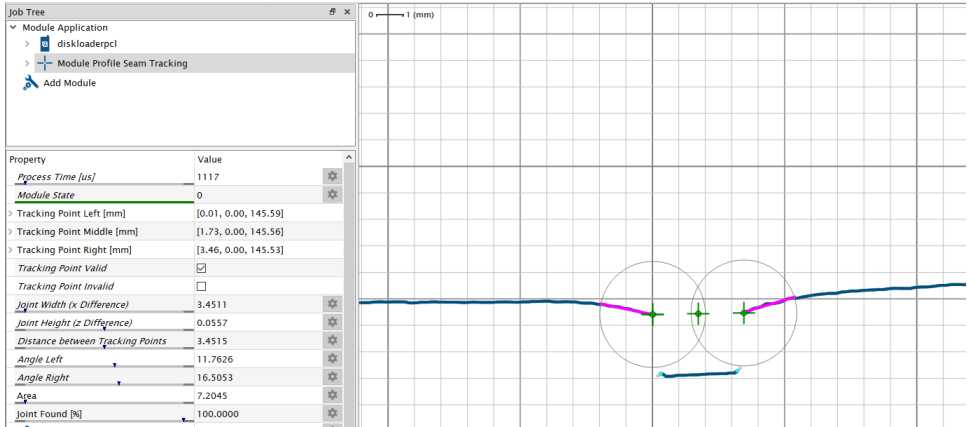 Job Tree
Module Application
diskloaderpcl
Module Profile Seam Tracking
Add Module
0 1 (mm)
Property Value
Process Time [us] 1117
Module State 0
Tracking Point Left [mm] [0.01, 0.00, 145.59]
Tracking Point Middle [mm] [1.73, 0.00, 145.56]
Tracking Point Right [mm] [3.46, 0.00, 145.53]
Tracking Point Valid
Tracking Point Invalid
Joint Width (x Difference) 3.4511
Joint Height (z Difference) 0.0557
Distance between Tracking Points 3.4515
Angle Left 11.7626
Angle Right 16.5053
Area 7.2045
Joint Found [%] 100.0000